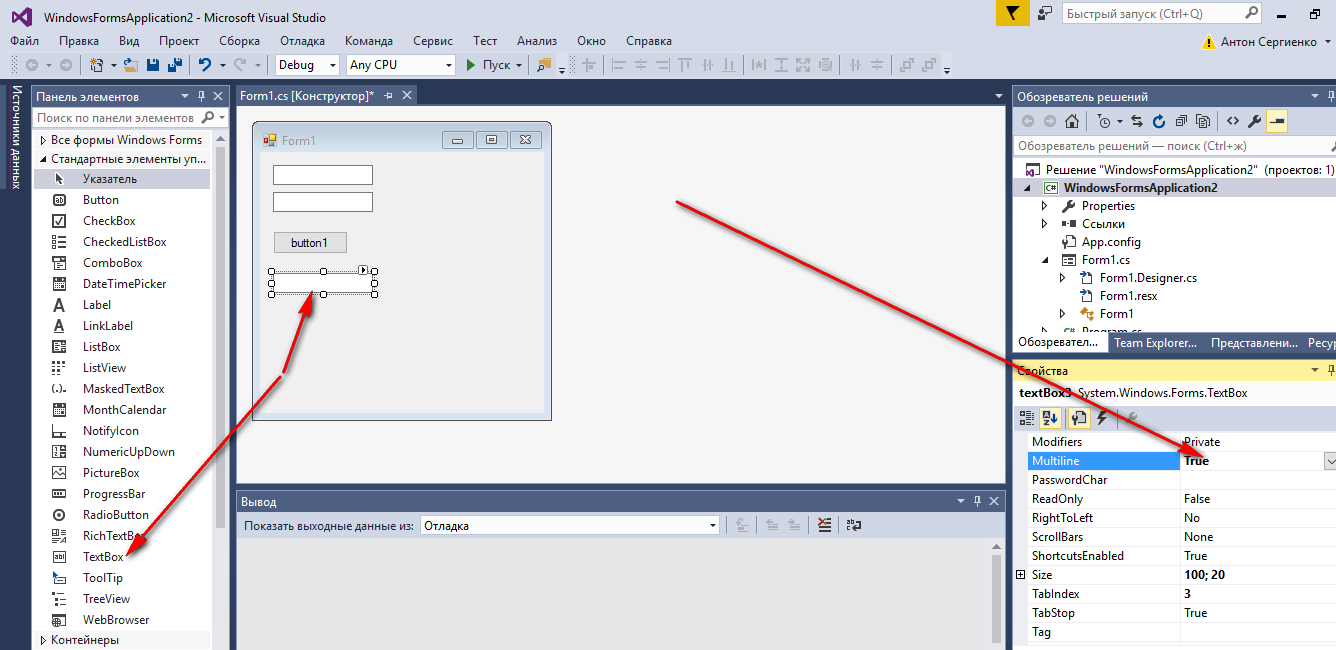 WindowsFormsApplication2 - Microsoft Visual Studio
Быстрый запуск (Ctrl+Q)
Файл Правка Вид Проект Сборка Отладка Команда Сервис Тест Анализ Окно Справка
Антон Сергиенко
Debug Any CPU Пуск
Источники данных
Панель элементов
Поиск по панели элементов
Все формы Windows Forms
Стандартные элементы уп...
Указатель
Button
CheckBox
CheckedListBox
ComboBox
DateTimePicker
Label
LinkLabel
ListBox
ListView
MaskedTextBox
MonthCalendar
NotifyIcon
NumericUpDown
PictureBox
ProgressBar
RadioButton
RichTextBox
TextBox
ToolTip
TreeView
WebBrowser
Контейнеры
Form1.cs [Конструктор]*
Form1
button1
Вывод
Показать выходные данные из: Отладка
Обозреватель решений
Обозреватель решений — поиск (Ctrl+ж)
Решение "WindowsFormsApplication2" (проектов: 1)
WindowsFormsApplication2
Properties
Ссылки
App.config
Form1.cs
Form1.Designer.cs
Form1.resx
Form1
Program.cs
Обозревател... Team Explorer... Представлени... Ресур
Свойства
textBox3 System.Windows.Forms.TextBox
Modifiers Private
Multiline True
PasswordChar
ReadOnly False
RightToLeft No
ScrollBars None
ShortcutsEnabled True
Size 100; 20
TabIndex 3
TabStop True
Tag